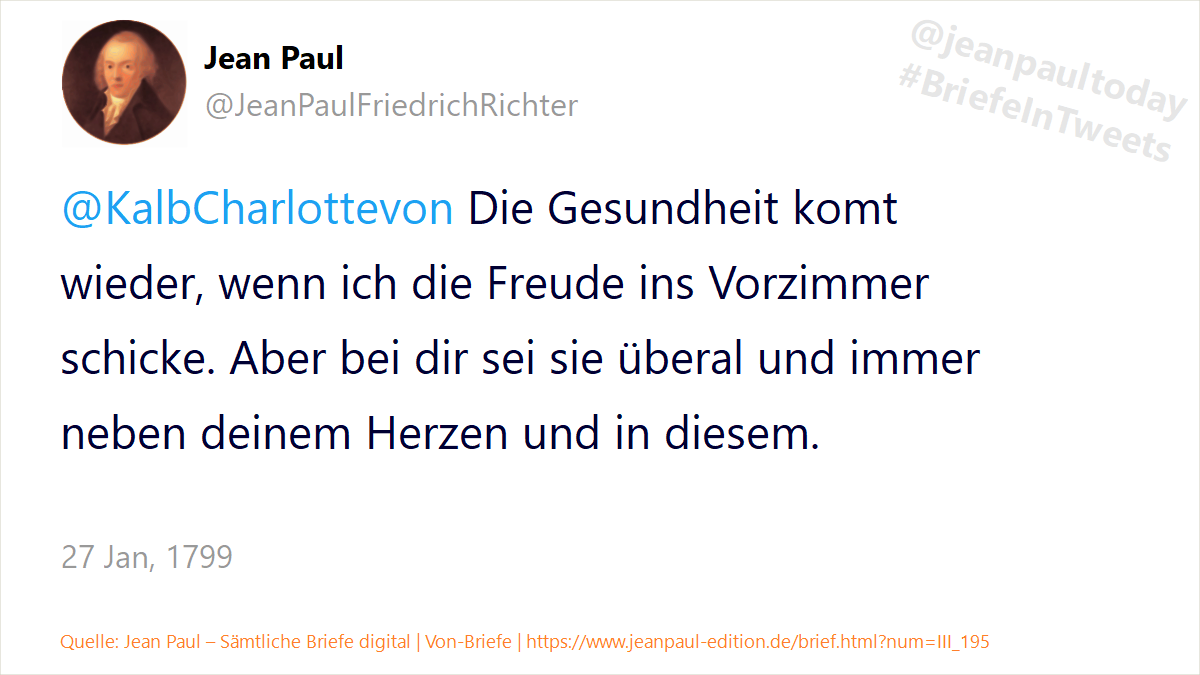 Jean Paul
@JeanPaulFriedrichRichter
@jeanpaultoday
#BriefeInTweets
@KalbCharlottevon Die Gesundheit komt
wieder, wenn ich die Freude ins Vorzimmer
schicke. Aber bei dir sei sie überal und immer
neben deinem Herzen und in diesem.
27 Jan, 1799
Quelle: Jean Paul – Sämtliche Briefe digital | Von-Briefe | https://www.jeanpaul-edition.de/brief.html?num=III_195